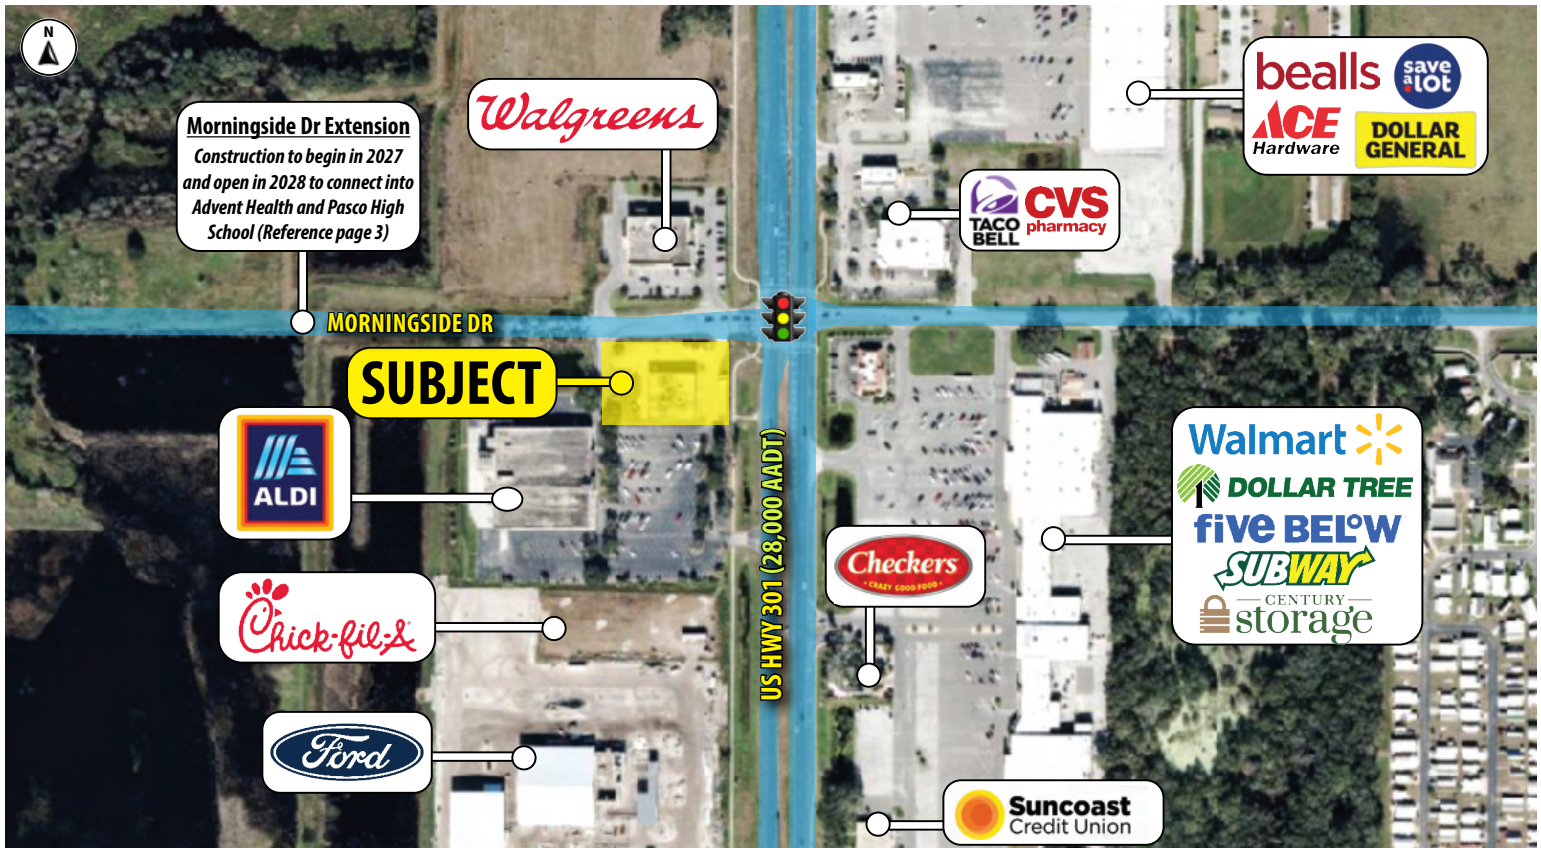 N
Morningside Dr Extension
Construction to begin in 2027
and open in 2028 to connect into
Advent Health and Pasco High
School (Reference page 3)
Walgreens
bealls
save
a
lot
ACE
Hardware
DOLLAR
GENERAL
TACO
BELL
CVS
pharmacy
MORNINGSIDE DR
SUBJECT
ALDI
US HWY 301 (28,000 AADT)
Walmart
DOLLAR TREE
five BELOW
SUBWAY
CENTURY
storage
Checkers
• CRAZY GOOD FOOD •
Chick-fil-A
Ford
Suncoast
Credit Union